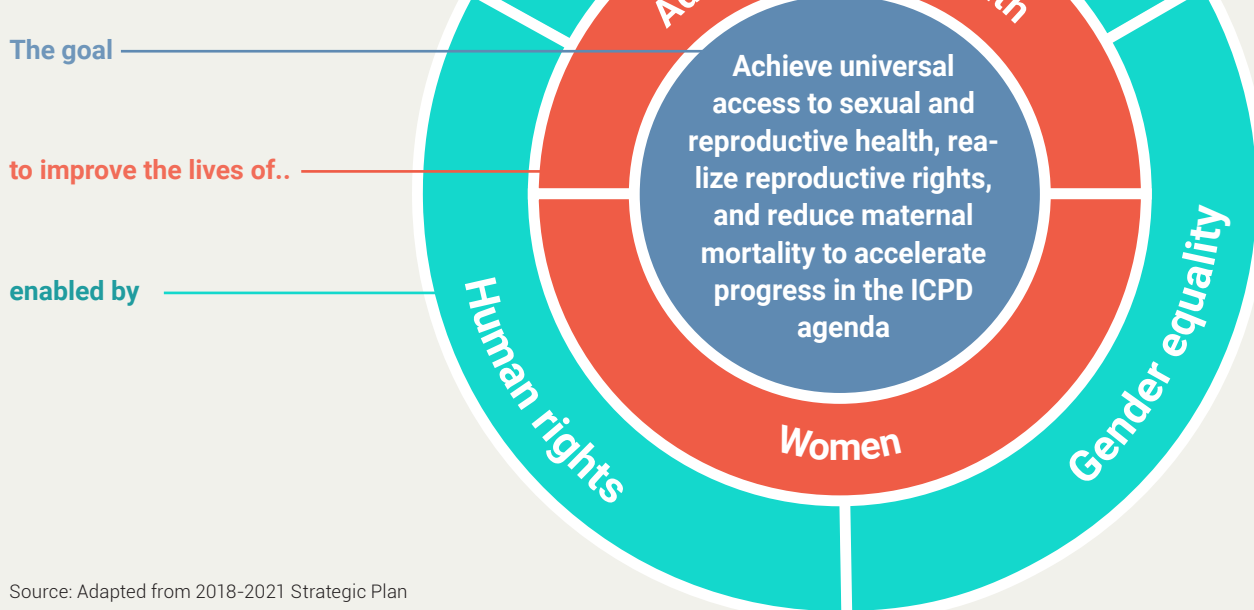 The goal
to improve the lives of..
enabled by
Achieve universal
access to sexual and
reproductive health, rea-
lize reproductive rights,
and reduce maternal
mortality to accelerate
progress in the ICPD
agenda
Women
Human rights
Gender equality
Source: Adapted from 2018-2021 Strategic Plan